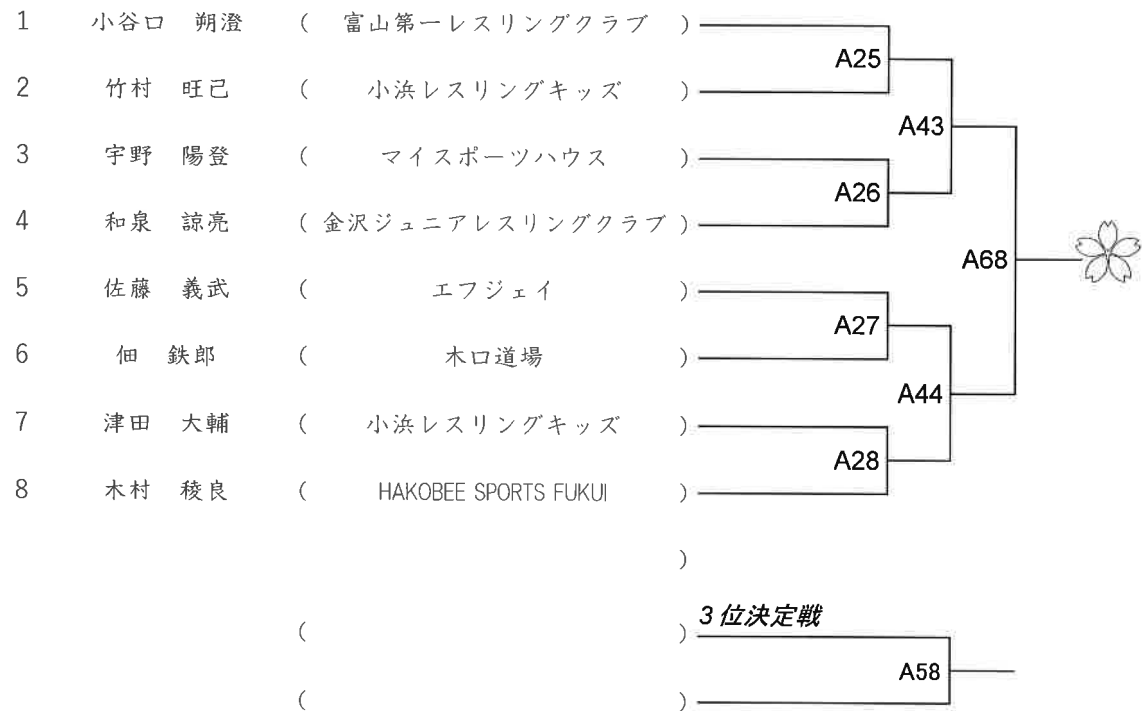 1 小谷口 朔澄 ( 富山第一レスリングクラブ )
A25
2 竹村 旺己 ( 小浜レスリングキッズ )
A43
3 宇野 陽登 ( マイスポーツハウス )
A26
4 和泉 諒亮 ( 金沢ジュニアレスリングクラブ )
A68
5 佐藤 義武 ( エフジェイ )
A27
6 佃 鉄郎 ( 木口道場 )
A44
7 津田 大輔 ( 小浜レスリングキッズ )
A28
8 木村 稜良 ( HAKOBEE SPORTS FUKUI )
)
3位決定戦
( )
A58
( )